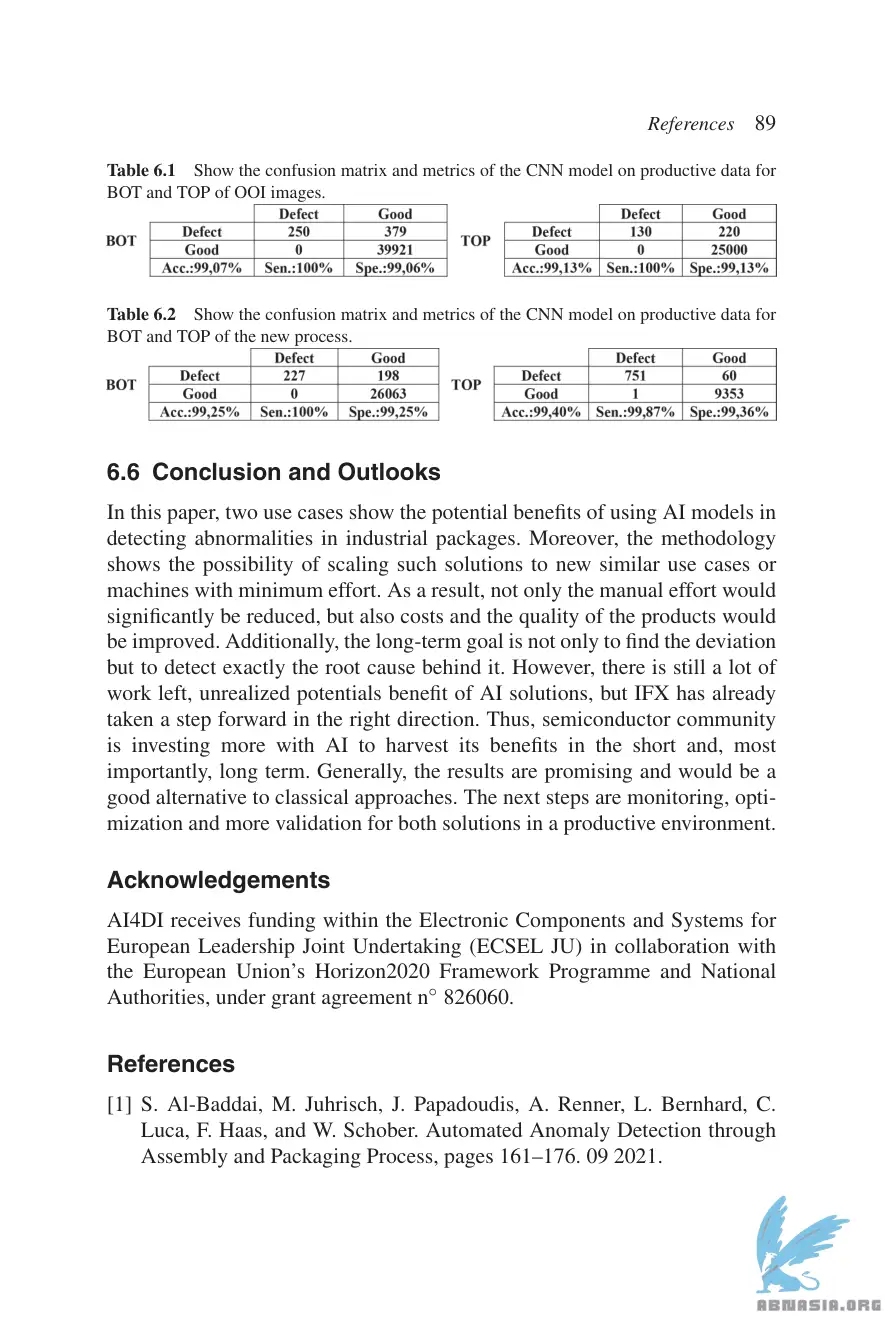 References 89
Table 6.1 Show the confusion matrix and metrics of the CNN model on productive data for
BOT and TOP of OOI images.
BOT
Defect Good
Defect 250 379
Good 0 39921
Acc.:99,07% Sen.:100% Spe.:99,06%
TOP
Defect Good
Defect 130 220
Good 0 25000
Acc.:99,13% Sen.:100% Spe.:99,13%
Table 6.2 Show the confusion matrix and metrics of the CNN model on productive data for
BOT and TOP of the new process.
BOT
Defect Good
Defect 227 198
Good 0 26063
Acc.:99,25% Sen.:100% Spe.:99,25%
TOP
Defect Good
Defect 751 60
Good 1 9353
Acc.:99,40% Sen.:99,87% Spe.:99,36%
6.6 Conclusion and Outlooks
In this paper, two use cases show the potential benefits of using AI models in
detecting abnormalities in industrial packages. Moreover, the methodology
shows the possibility of scaling such solutions to new similar use cases or
machines with minimum effort. As a result, not only the manual effort would
significantly be reduced, but also costs and the quality of the products would
be improved. Additionally, the long-term goal is not only to find the deviation
but to detect exactly the root cause behind it. However, there is still a lot of
work left, unrealized potentials benefit of AI solutions, but IFX has already
taken a step forward in the right direction. Thus, semiconductor community
is investing more with AI to harvest its benefits in the short and, most
importantly, long term. Generally, the results are promising and would be a
good alternative to classical approaches. The next steps are monitoring, opti-
mization and more validation for both solutions in a productive environment.
Acknowledgements
AI4DI receives funding within the Electronic Components and Systems for
European Leadership Joint Undertaking (ECSEL JU) in collaboration with
the European Union's Horizon2020 Framework Programme and National
Authorities, under grant agreement n° 826060.
References
[1] S. Al-Baddai, M. Juhrisch, J. Papadoudis, A. Renner, L. Bernhard, C.
Luca, F. Haas, and W. Schober. Automated Anomaly Detection through
Assembly and Packaging Process, pages 161–176. 09 2021.
ABNASIA.ORG